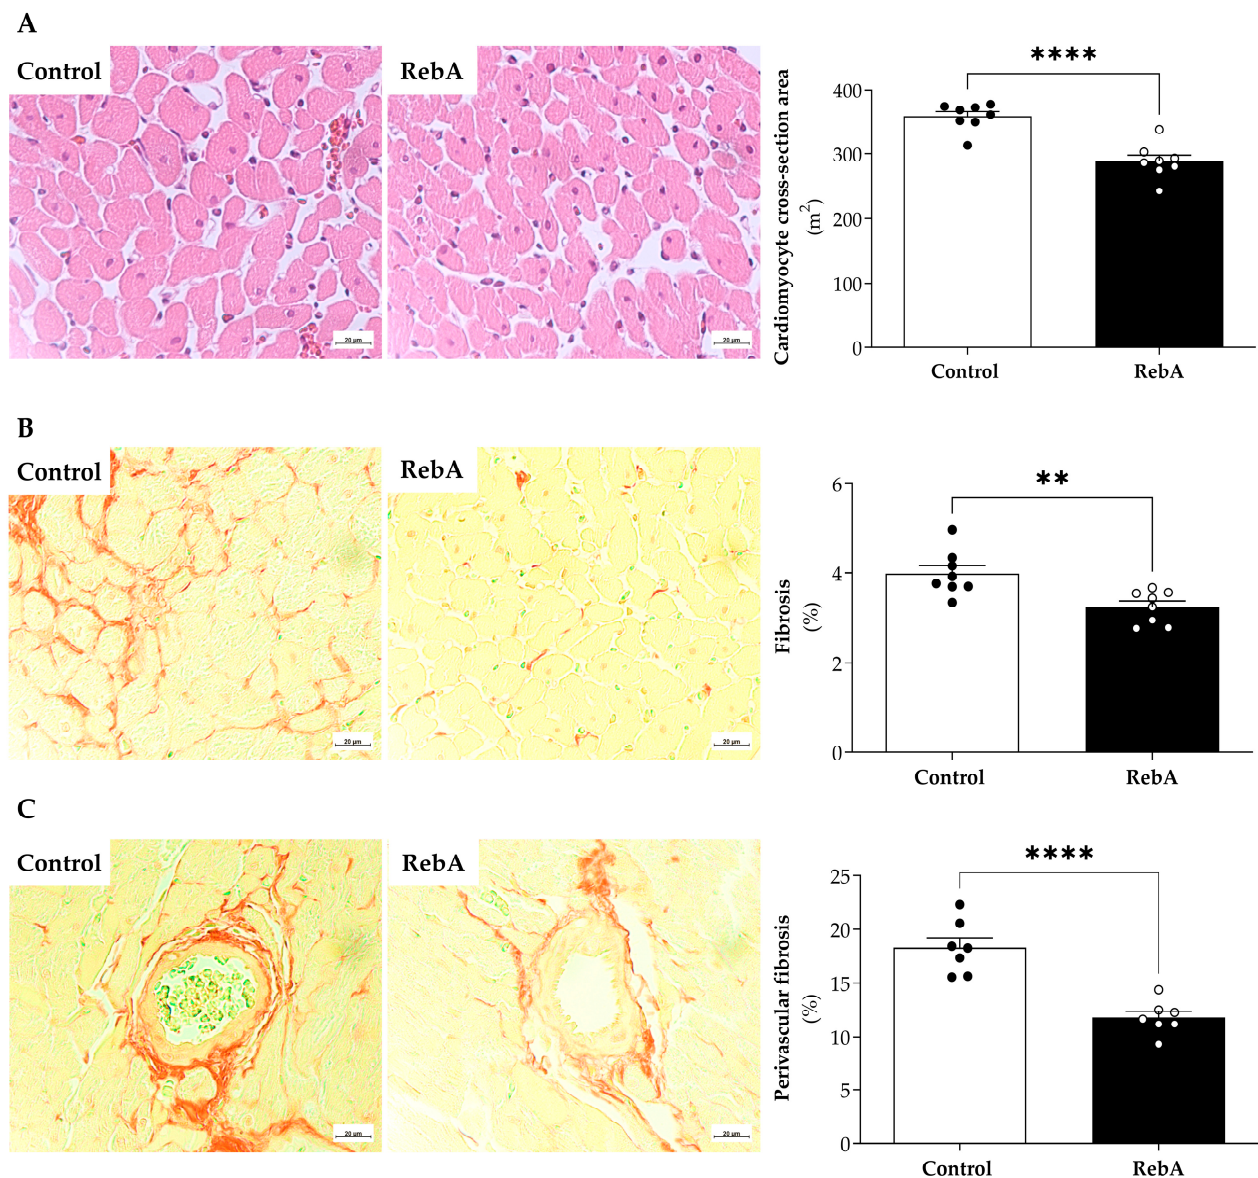 A
Control
RebA
20 µm
20 µm
****
Cardiomyocyte cross-section area
(m²)
400
300
200
100
0
Control
RebA
B
Control
RebA
20 µm
20 µm
**
Fibrosis
(%)
6
4
2
0
Control
RebA
C
Control
RebA
20 µm
20 µm
****
Perivascular fibrosis
(%)
25
20
15
10
5
0
Control
RebA